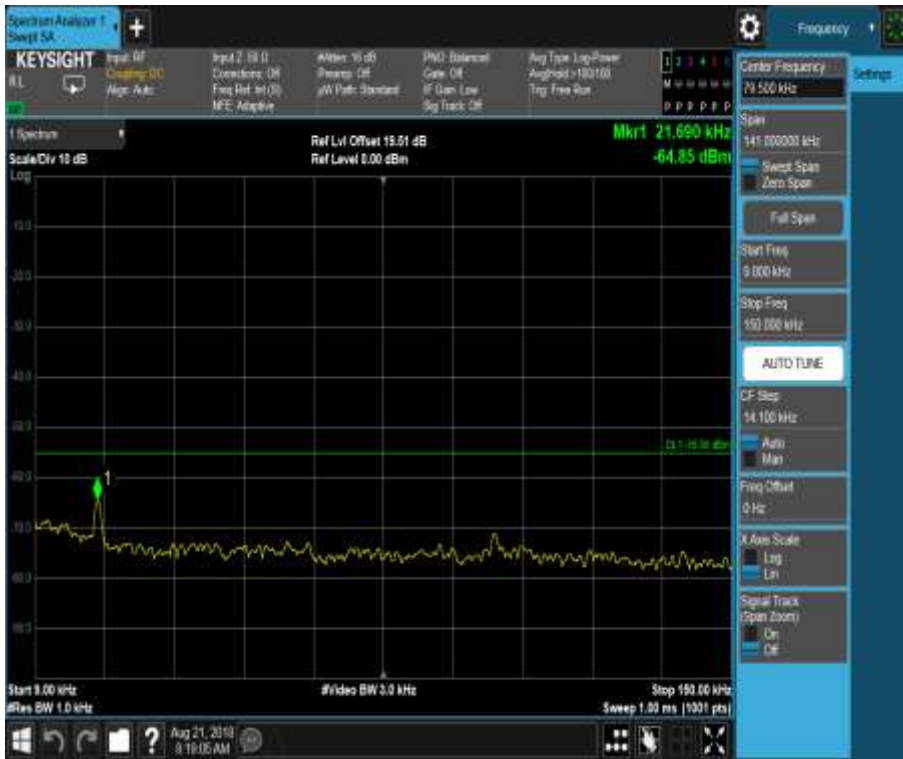 Spectrum Analyzer 1
Swept SA
+
Frequency
KEYSIGHT
Input: RF
Coupling: DC
Align: Auto
Input Z: 50 Ω
Corrections: Off
Freq Ref: Int (S)
NFE: Adaptive
#Atten: 16 dB
Preamp: Off
µW Path: Standard
PNO: Balanced
Gate: Off
IF Gain: Low
Sig Track: Off
Avg Type: Log-Power
Avg|Hold:>100/100
Trig: Free Run
1 2 3 4 5 6
M W W W W W
P P P P P P
Center Frequency
79.500 kHz
Settings
Span
141.000000 kHz
Swept Span
Zero Span
Full Span
Start Freq
9.000 kHz
Stop Freq
150.000 kHz
AUTO TUNE
CF Step
14.100 kHz
Auto
Man
Freq Offset
0 Hz
X Axis Scale
Log
Lin
Signal Track
(Span Zoom)
On
Off
1 Spectrum
Scale/Div 10 dB
Log
Ref Lvl Offset 15.51 dB
Ref Level 0.00 dBm
Mkr1 21.690 kHz
-64.85 dBm
-10.0
-20.0
-30.0
-40.0
-50.0
-60.0
-70.0
-80.0
-90.0
1
Start 9.00 kHz
#Res BW 1.0 kHz
#Video BW 3.0 kHz
Stop 150.00 kHz
Sweep 1.00 ms (1001 pts)
?
Aug 21, 2018